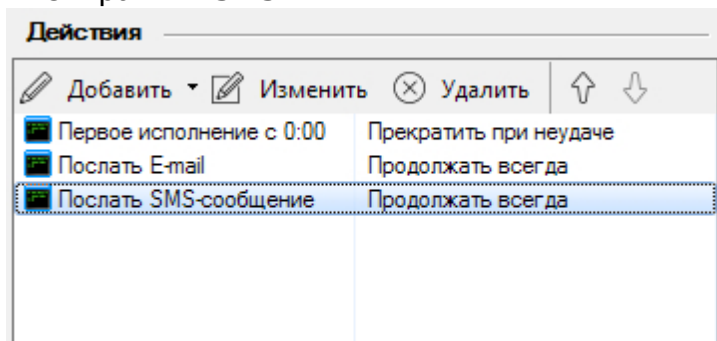 Действия
Добавить Изменить Удалить
Первое исполнение с 0:00 Прекратить при неудаче
Послать E-mail Продолжать всегда
Послать SMS-сообщение Продолжать всегда